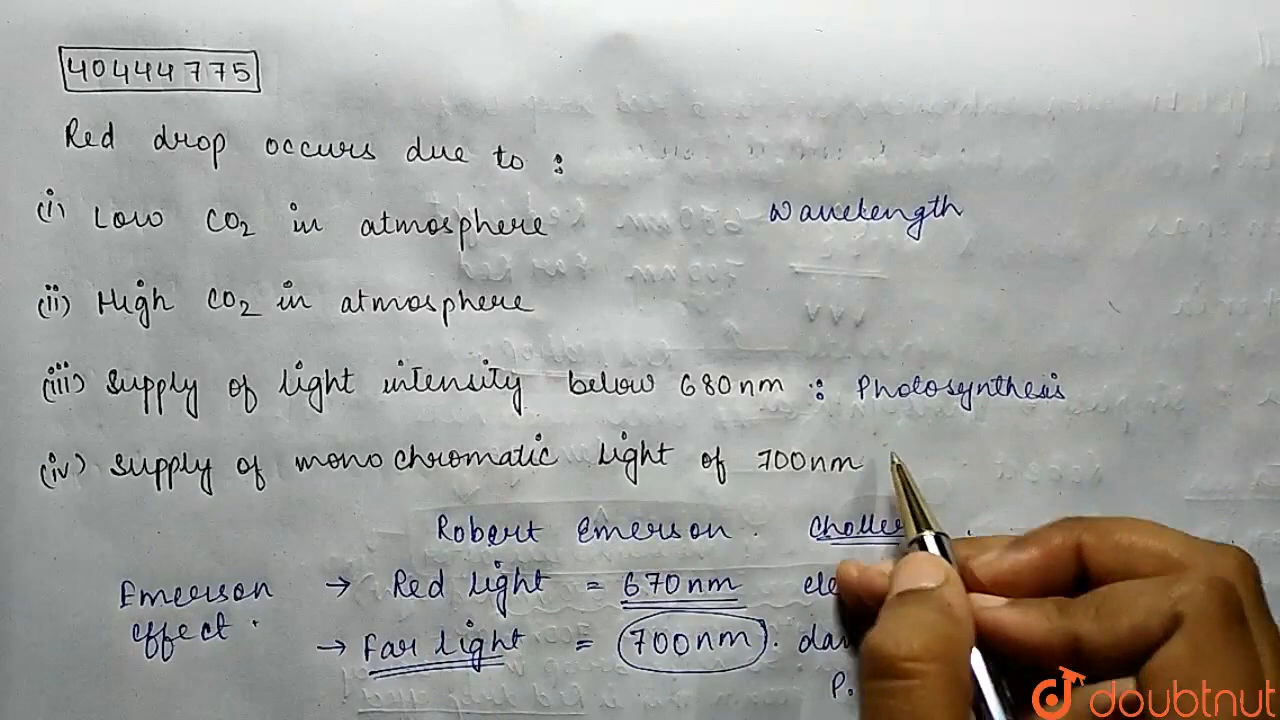 40444775
Red drop occurs due to :
(i) Low CO2 in atmosphere
Wavelength
(ii) High CO2 in atmosphere
(iii) Supply of light intensity below 680nm : Photosynthesis
(iv) Supply of monochromatic light of 700nm
Robert Emerson.
Emerson effect.
→ Red light = 670nm
→ Far light = 700nm.
doubtnut